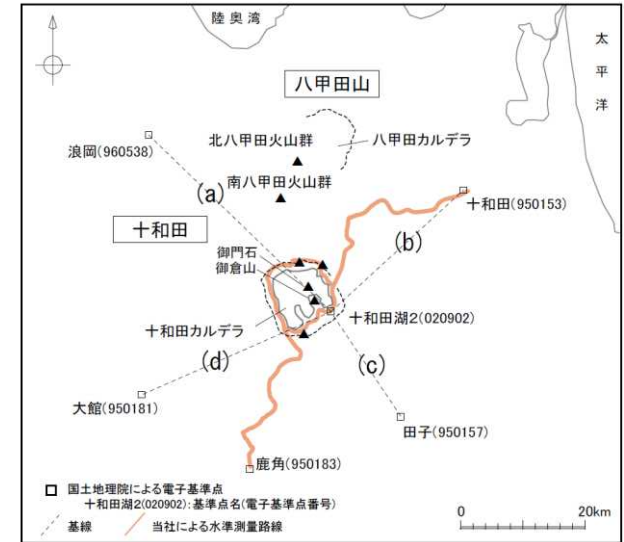 陸奥湾
太平洋
八甲田山
北八甲田火山群
八甲田カルデラ
浪岡(960538)
南八甲田火山群
(a)
十和田(950153)
十和田
(b)
御門石
御倉山
十和田カルデラ
十和田湖2(020902)
(d)
(c)
大館(950181)
田子(950157)
鹿角(950183)
国土地理院による電子基準点
十和田湖2(020902):基準点名(電子基準点番号)
基線
当社による水準測量路線
0 20km